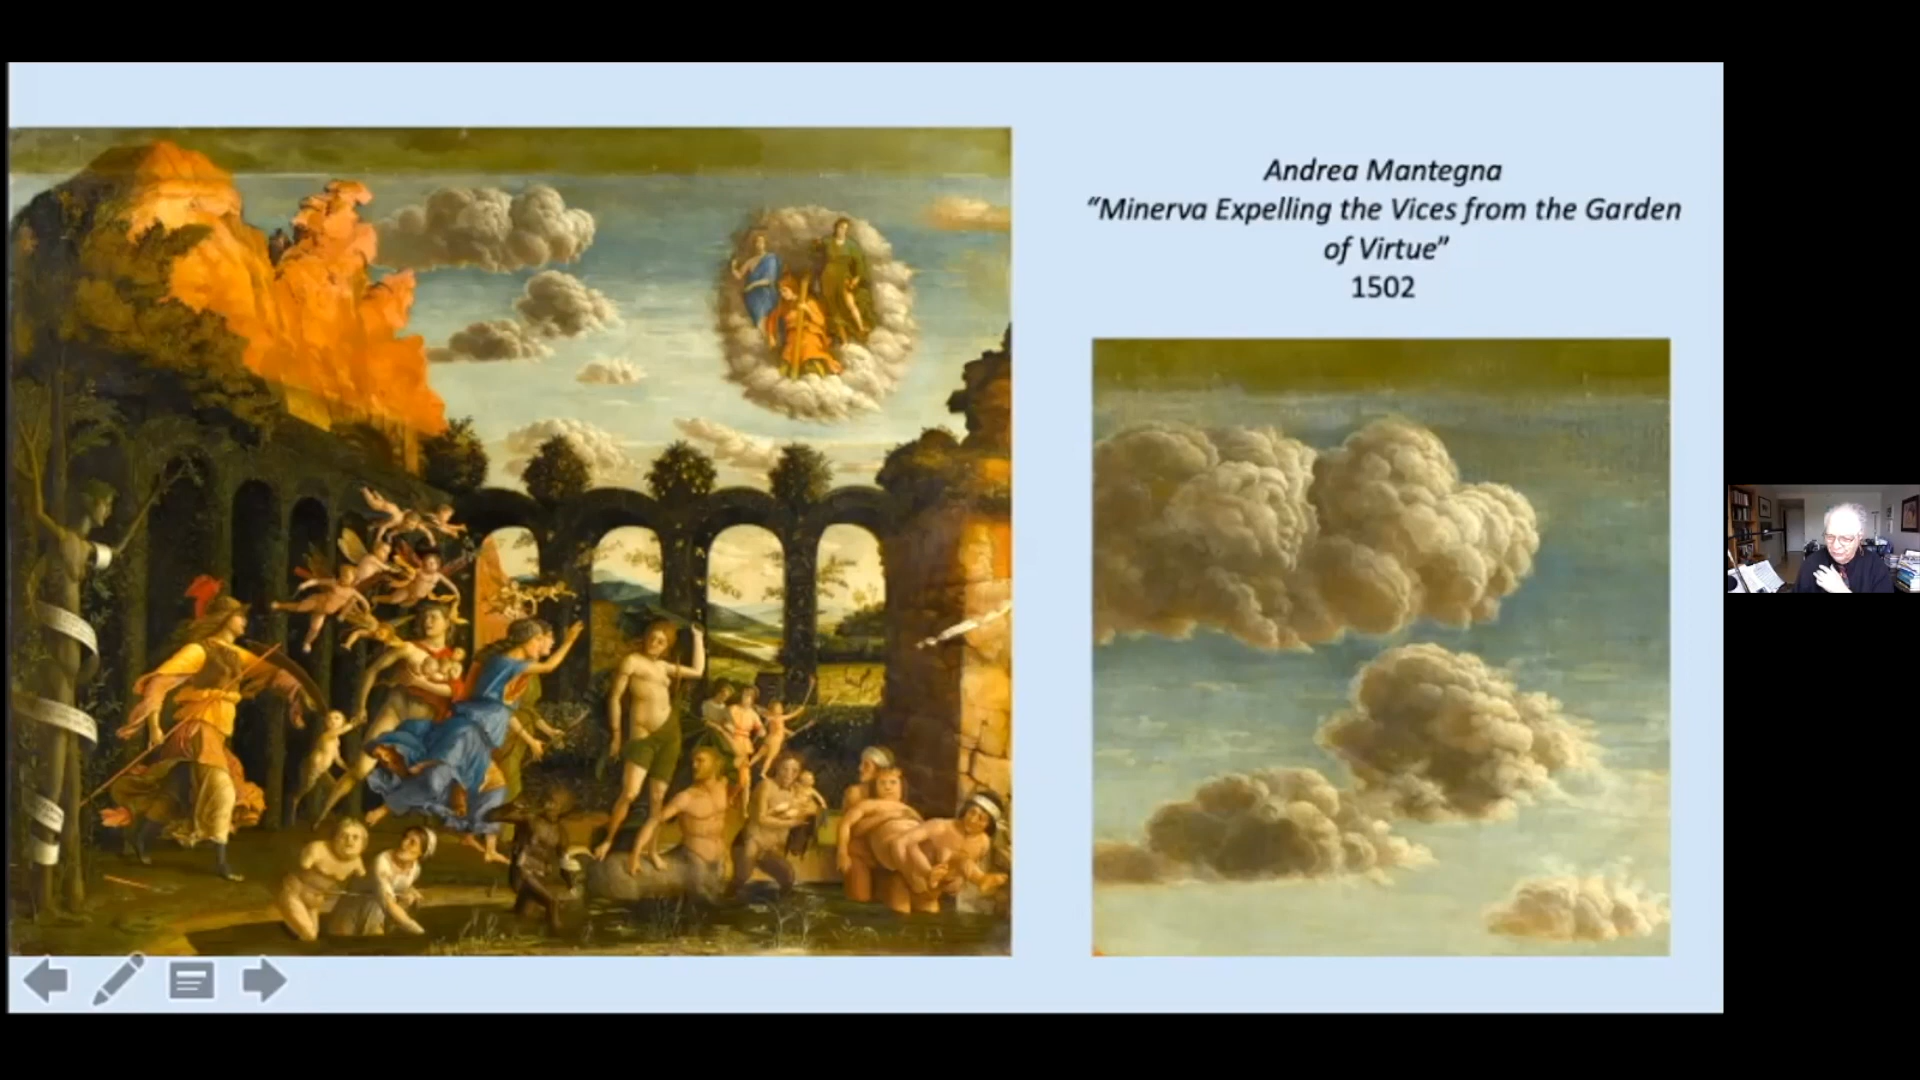 Andrea Mantegna
“Minerva Expelling the Vices from the Garden
of Virtue”
1502